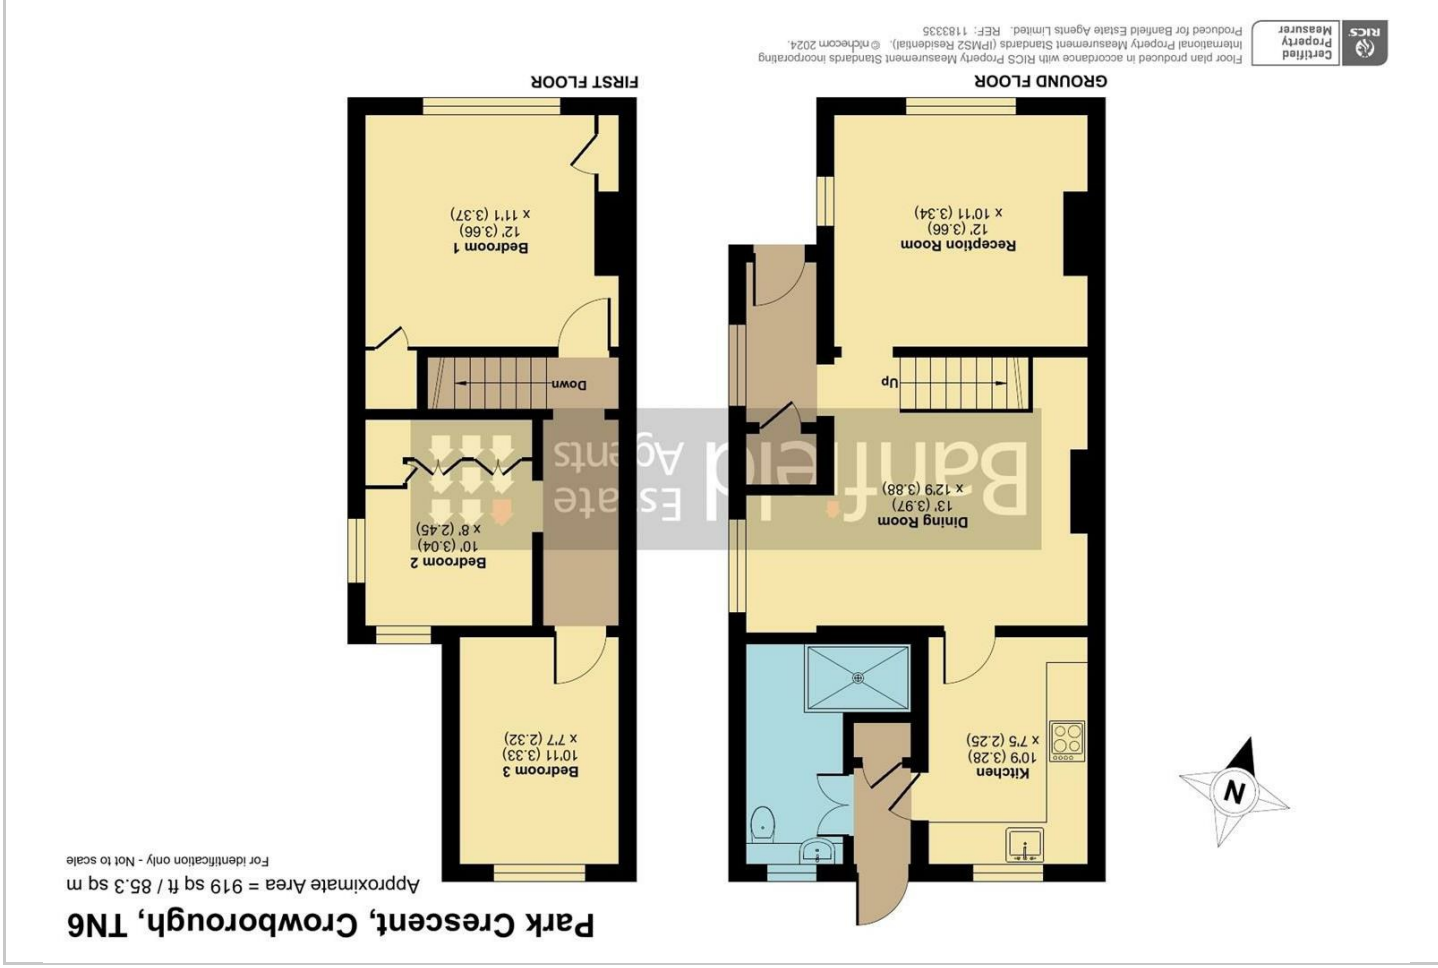 Park Crescent, Crowborough, TN6
Approximate Area = 919 sq ft / 85.3 sq m
For identification only - Not to scale
N
Kitchen
10'9 (3.28)
x 7'5 (2.25)
Bedroom 3
10'11 (3.33)
x 7'7 (2.32)
Dining Room
13' (3.97)
x 12'9 (3.88)
Bedroom 2
10' (3.04)
x 8' (2.45)
Banfield
Estate
Agents
Up
Down
Reception Room
12' (3.66)
x 10'11 (3.34)
Bedroom 1
12' (3.66)
x 11'1 (3.37)
GROUND FLOOR
FIRST FLOOR
RICS
Certified
Property
Measurer
Floor plan produced in accordance with RICS Property Measurement Standards incorporating
International Property Measurement Standards (IPMS2 Residential). © nichecom 2024.
Produced for Banfield Estate Agents Limited. REF: 1183335